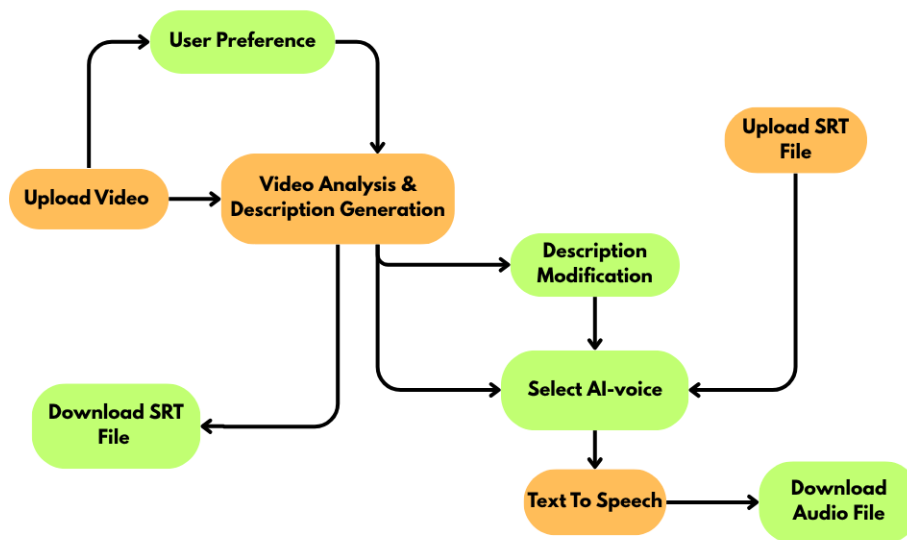 User Preference
Upload SRT
File
Video Analysis &
Description Generation
Upload Video
Description
Modification
Select AI-voice
Download SRT
File
Text To Speech
Download
Audio File